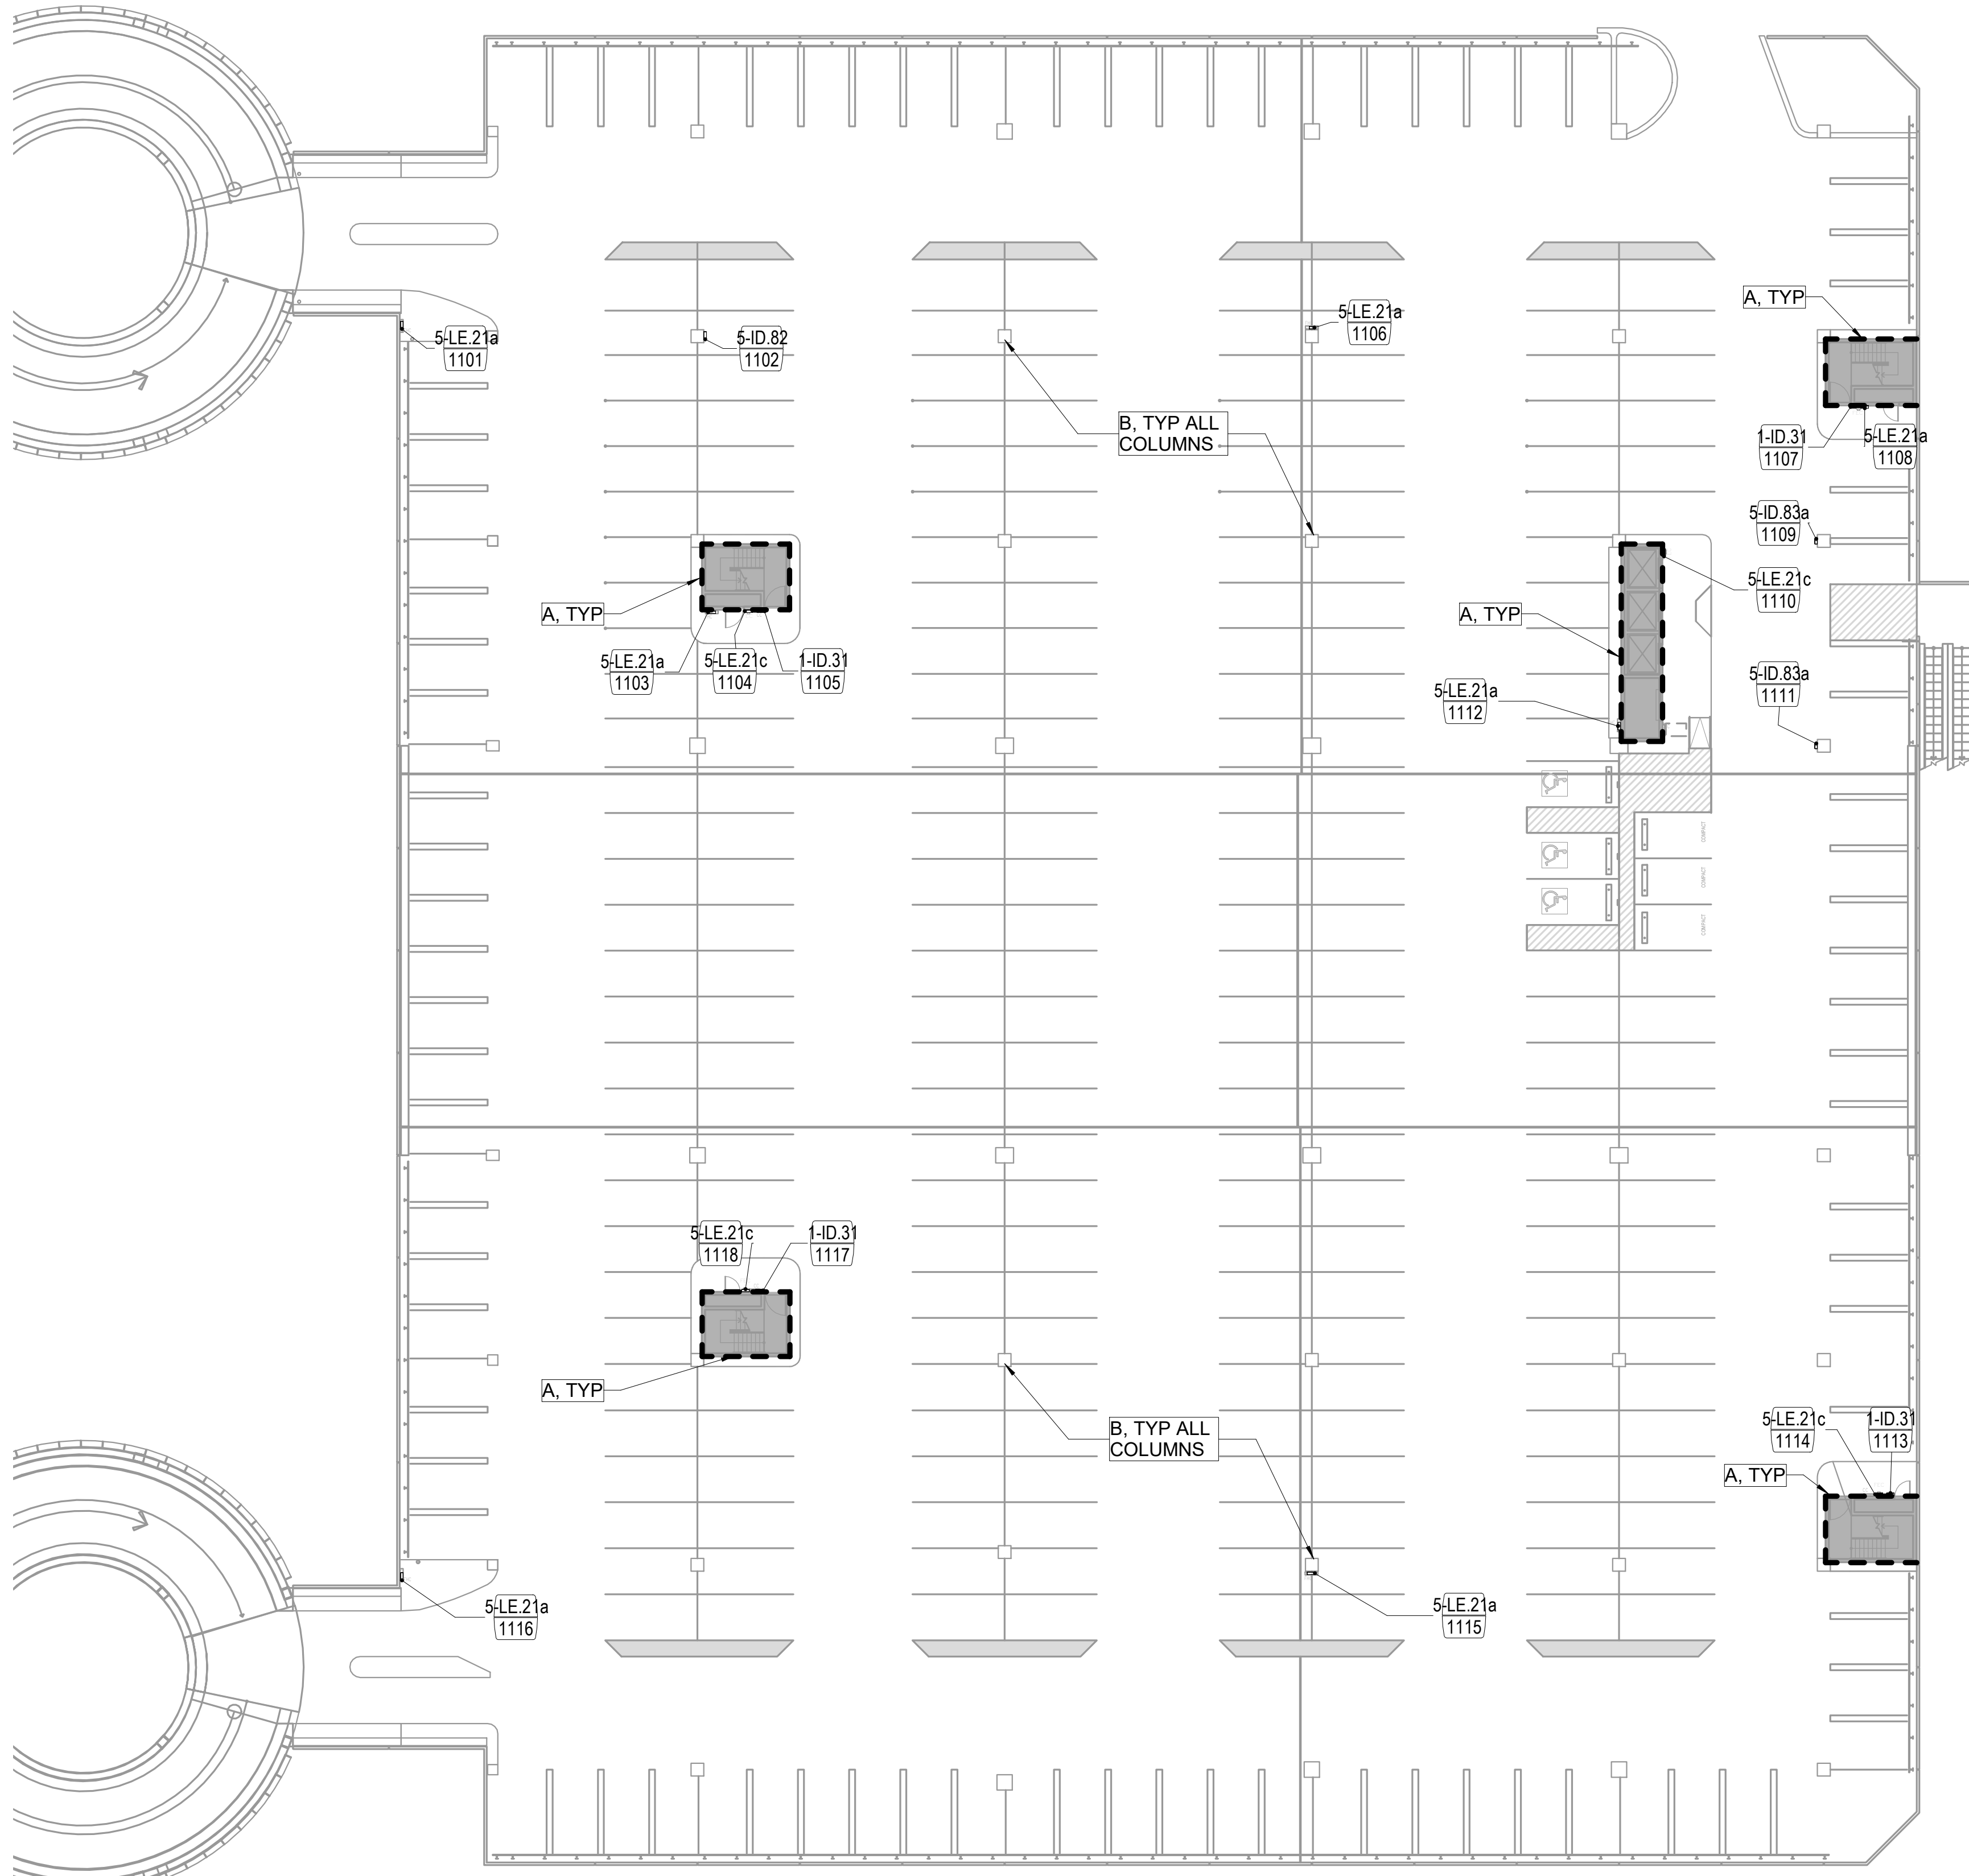 A, TYP
5-LE.21a
1101
5-ID.82
1102
5-LE.21a
1106
B, TYP ALL
COLUMNS
1-ID.31
1107
5-LE.21a
1108
5-ID.83a
1109
5-LE.21c
1110
A, TYP
A, TYP
5-LE.21a
1103
5-LE.21c
1104
1-ID.31
1105
5-LE.21a
1112
5-ID.83a
1111
COMPACT
COMPACT
COMPACT
5-LE.21c
1118
1-ID.31
1117
A, TYP
B, TYP ALL
COLUMNS
5-LE.21c
1114
1-ID.31
1113
A, TYP
5-LE.21a
1116
5-LE.21a
1115